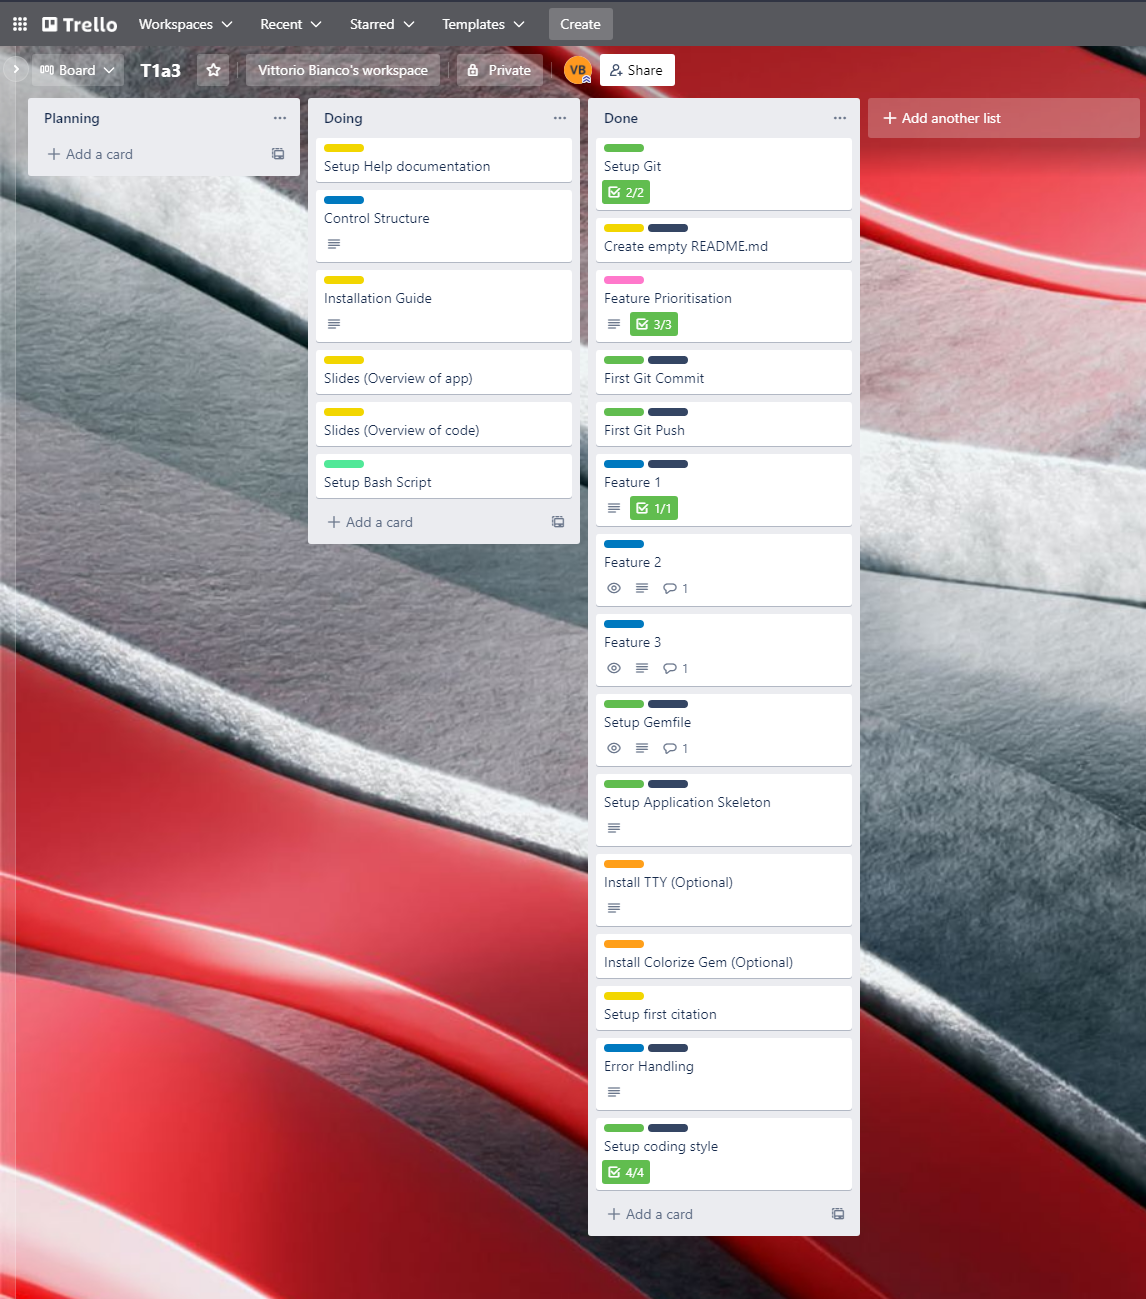 Trello
Workspaces
Recent
Starred
Templates
Create
Board
T1a3
Vittorio Bianco's workspace
Private
VB
Share
Planning
Add a card
Doing
Setup Help documentation
Control Structure
Installation Guide
Slides (Overview of app)
Slides (Overview of code)
Setup Bash Script
Add a card
Done
Setup Git
2/2
Create empty README.md
Feature Prioritisation
3/3
First Git Commit
First Git Push
Feature 1
1/1
Feature 2
1
Feature 3
1
Setup Gemfile
1
Setup Application Skeleton
Install TTY (Optional)
Install Colorize Gem (Optional)
Setup first citation
Error Handling
Setup coding style
4/4
Add a card
Add another list